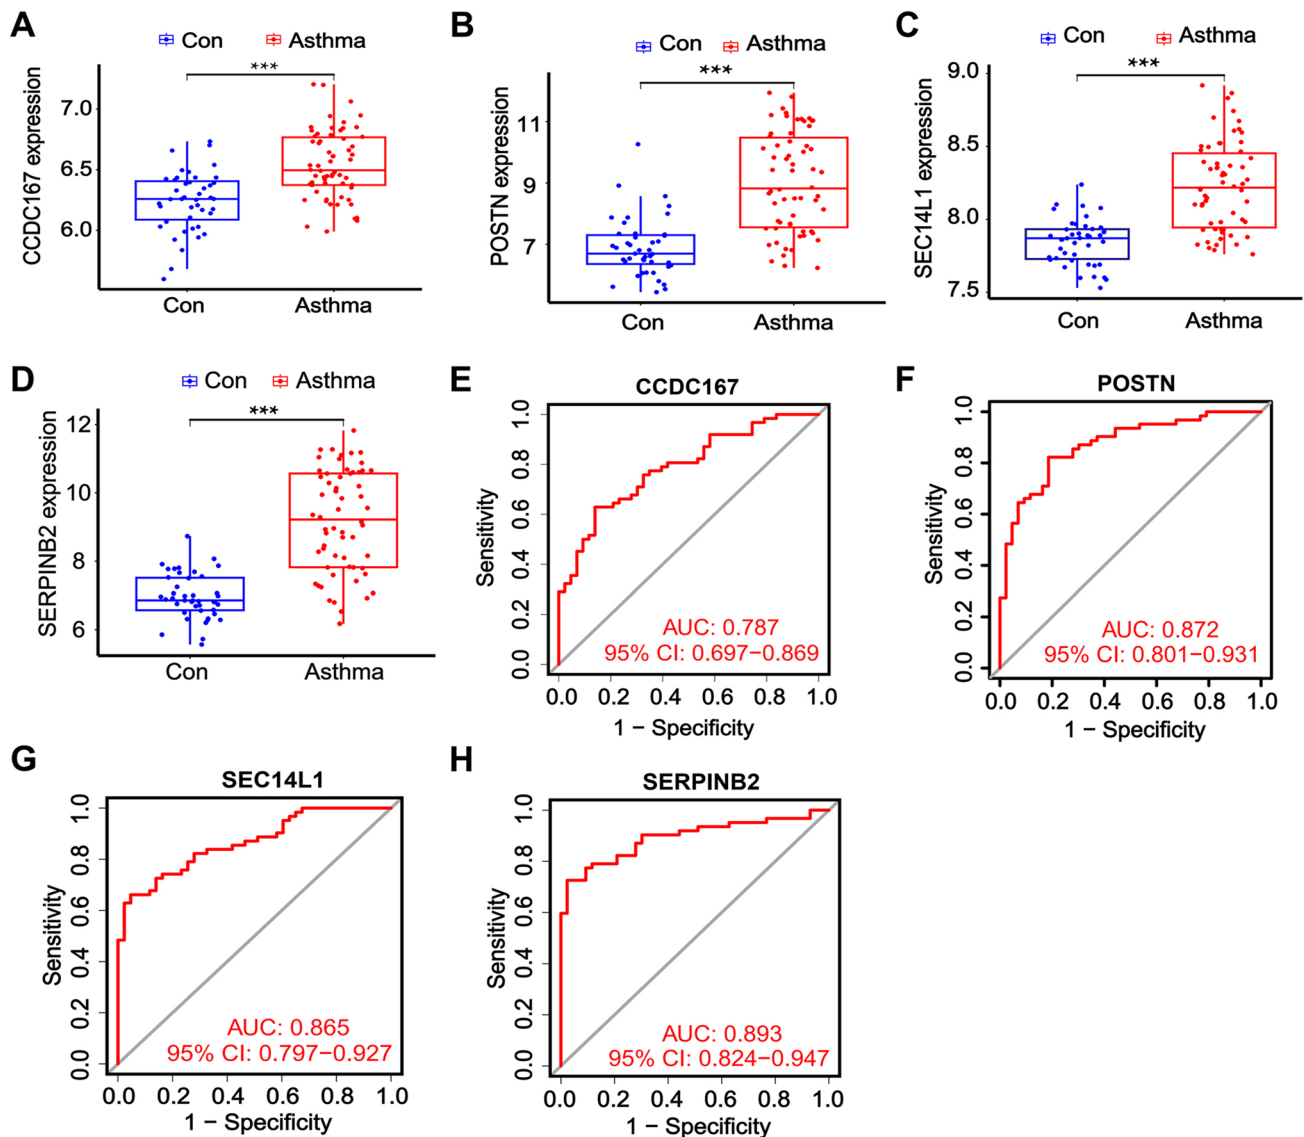 A
Con Asthma
***
CCDC167 expression
7.0
6.5
6.0
Con Asthma
B
Con Asthma
***
POSTN expression
11
9
7
Con Asthma
C
Con Asthma
***
SEC14L1 expression
9.0
8.5
8.0
7.5
Con Asthma
D
Con Asthma
***
SERPINB2 expression
12
10
8
6
Con Asthma
E
CCDC167
Sensitivity
1.0
0.8
0.6
0.4
0.2
0.0
AUC: 0.787
95% CI: 0.697−0.869
0.0 0.2 0.4 0.6 0.8 1.0
1 − Specificity
F
POSTN
Sensitivity
1.0
0.8
0.6
0.4
0.2
0.0
AUC: 0.872
95% CI: 0.801−0.931
0.0 0.2 0.4 0.6 0.8 1.0
1 − Specificity
G
SEC14L1
Sensitivity
1.0
0.8
0.6
0.4
0.2
0.0
AUC: 0.865
95% CI: 0.797−0.927
0.0 0.2 0.4 0.6 0.8 1.0
1 − Specificity
H
SERPINB2
Sensitivity
1.0
0.8
0.6
0.4
0.2
0.0
AUC: 0.893
95% CI: 0.824−0.947
0.0 0.2 0.4 0.6 0.8 1.0
1 − Specificity